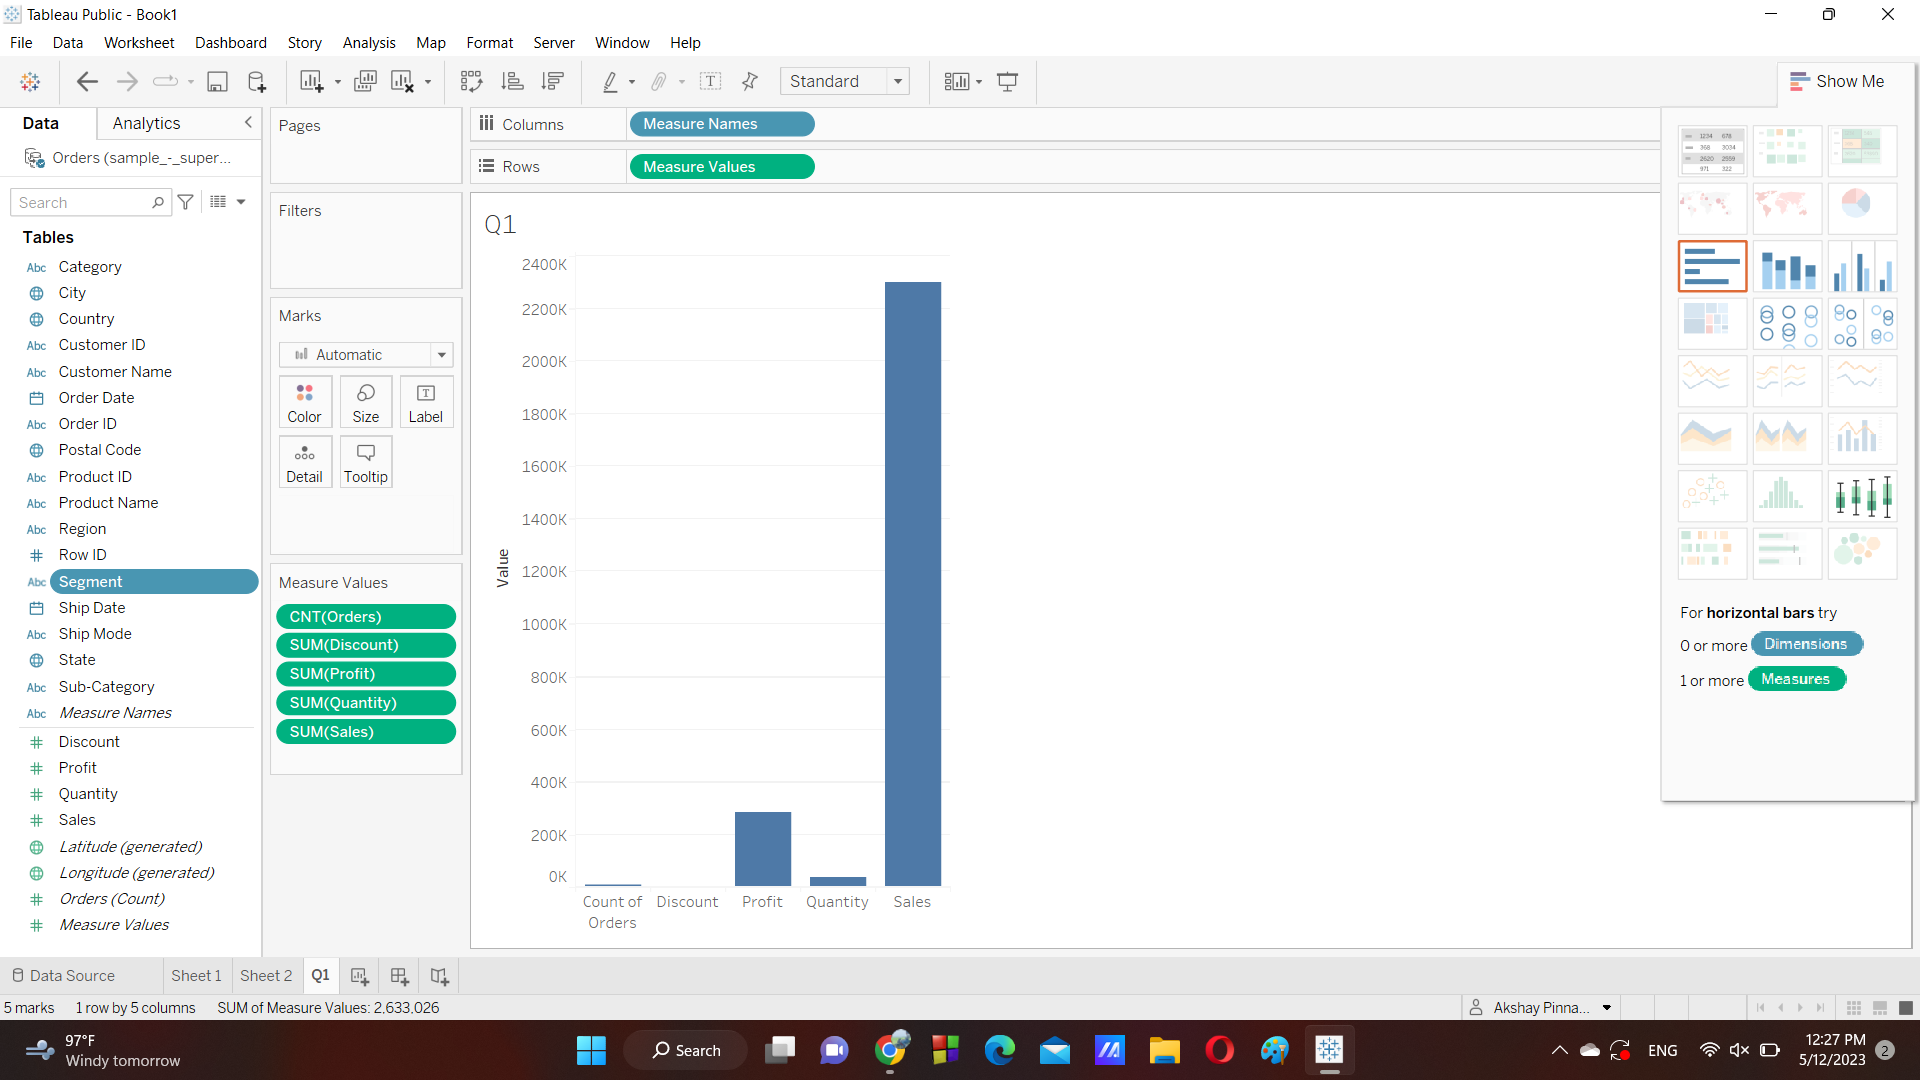 Tableau Public - Book1
File Data Worksheet Dashboard Story Analysis Map Format Server Window Help
Standard
Show Me
Data Analytics
Orders (sample_-_super...
Search
Tables
Category
City
Country
Customer ID
Customer Name
Order Date
Order ID
Postal Code
Product ID
Product Name
Region
Row ID
Segment
Ship Date
Ship Mode
State
Sub-Category
Measure Names
Discount
Profit
Quantity
Sales
Latitude (generated)
Longitude (generated)
Orders (Count)
Measure Values
Abc
Abc
Abc
Abc
Abc
Abc
Abc
Abc
Abc
Abc
Abc
Pages
Filters
Marks
Automatic
Color Size Label
Detail Tooltip
Measure Values
CNT(Orders)
SUM(Discount)
SUM(Profit)
SUM(Quantity)
SUM(Sales)
Columns Measure Names
Rows Measure Values
Q1
2400K
2200K
2000K
1800K
1600K
1400K
1200K
1000K
800K
600K
400K
200K
0K
Value
Count of Orders
Discount
Profit
Quantity
Sales
1234 678
368 3034
2620 2559
971 322
For horizontal bars try
0 or more Dimensions
1 or more Measures
Data Source Sheet 1 Sheet 2 Q1
5 marks 1 row by 5 columns SUM of Measure Values: 2,633,026
Akshay Pinna...
97°F
Windy tomorrow
Search
ENG
12:27 PM
5/12/2023
2